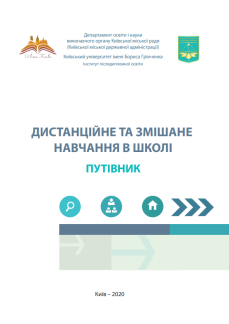 Департамент освіти і науки
виконавчого органу Київської міської ради
(Київської міської державної адміністрації)
Київський університет імені Бориса Грінченка
Інститут післядипломної освіти
ДИСТАНЦІЙНЕ ТА ЗМІШАНЕ
НАВЧАННЯ В ШКОЛІ
ПУТІВНИК
Київ – 2020